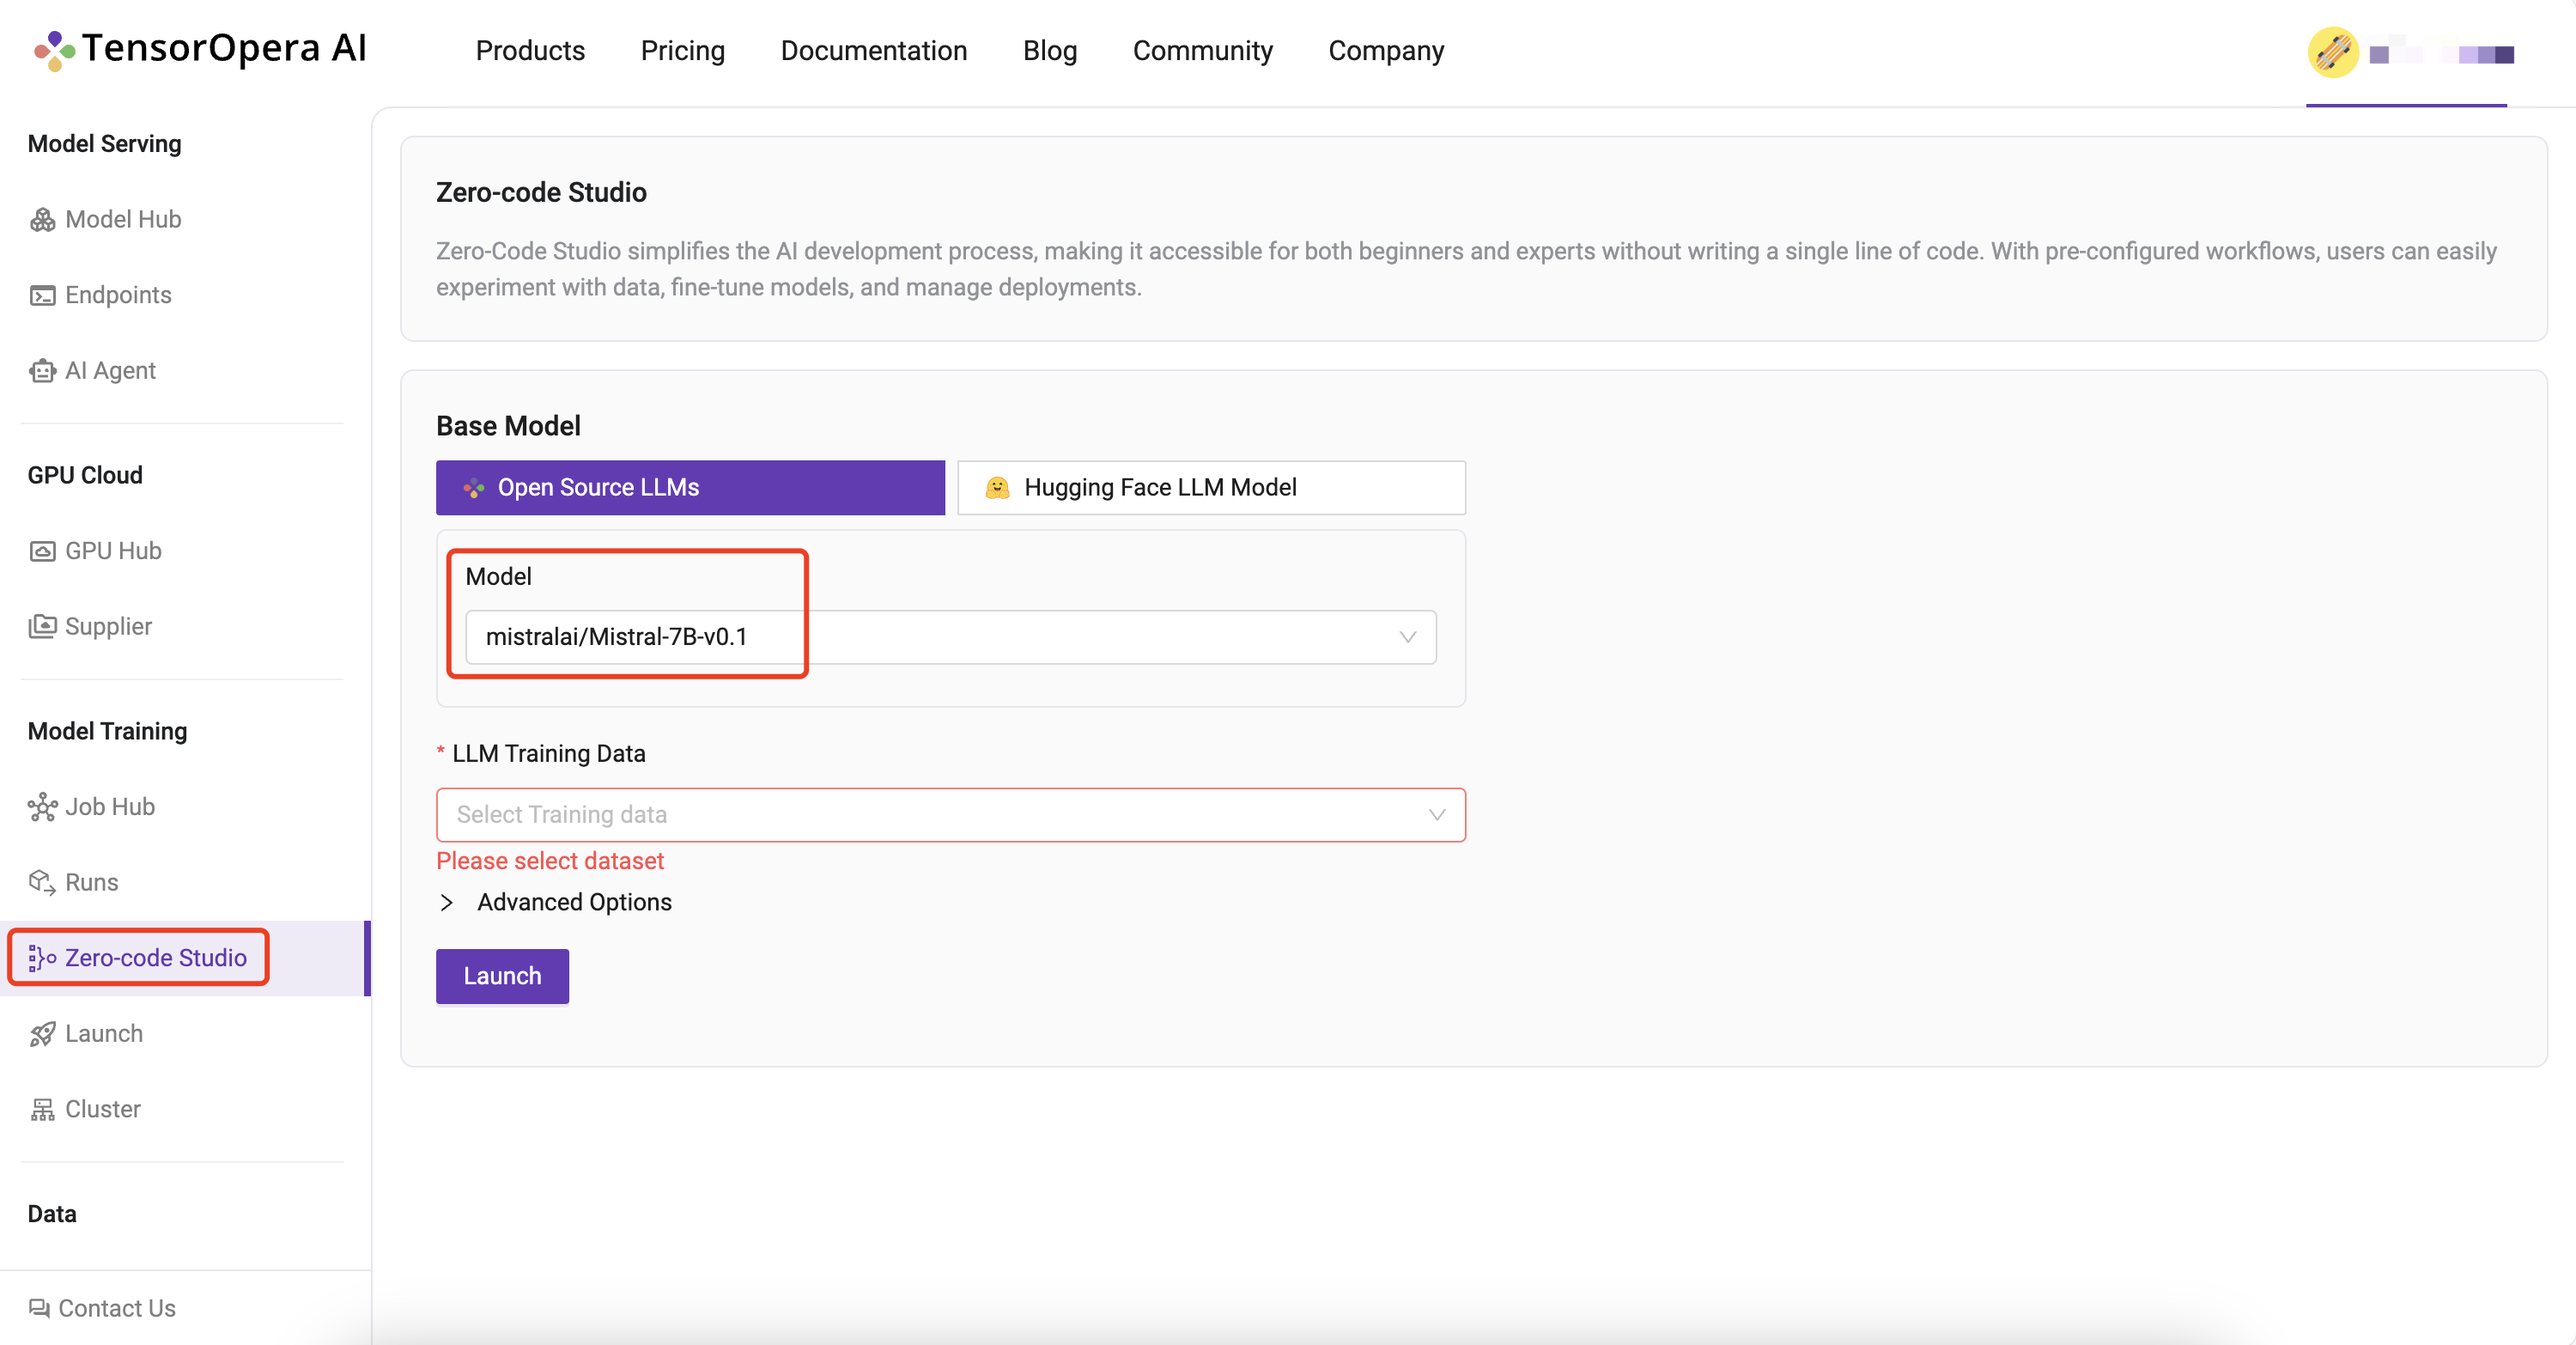 TensorOpera AI
Products Pricing Documentation Blog Community Company
Model Serving
Model Hub
Endpoints
AI Agent
GPU Cloud
GPU Hub
Supplier
Model Training
Job Hub
Runs
Zero-code Studio
Launch
Cluster
Data
Contact Us
Zero-code Studio
Zero-Code Studio simplifies the AI development process, making it accessible for both beginners and experts without writing a single line of code. With pre-configured workflows, users can easily
experiment with data, fine-tune models, and manage deployments.
Base Model
Open Source LLMs
Hugging Face LLM Model
Model
mistralai/Mistral-7B-v0.1
* LLM Training Data
Select Training data
Please select dataset
Advanced Options
Launch